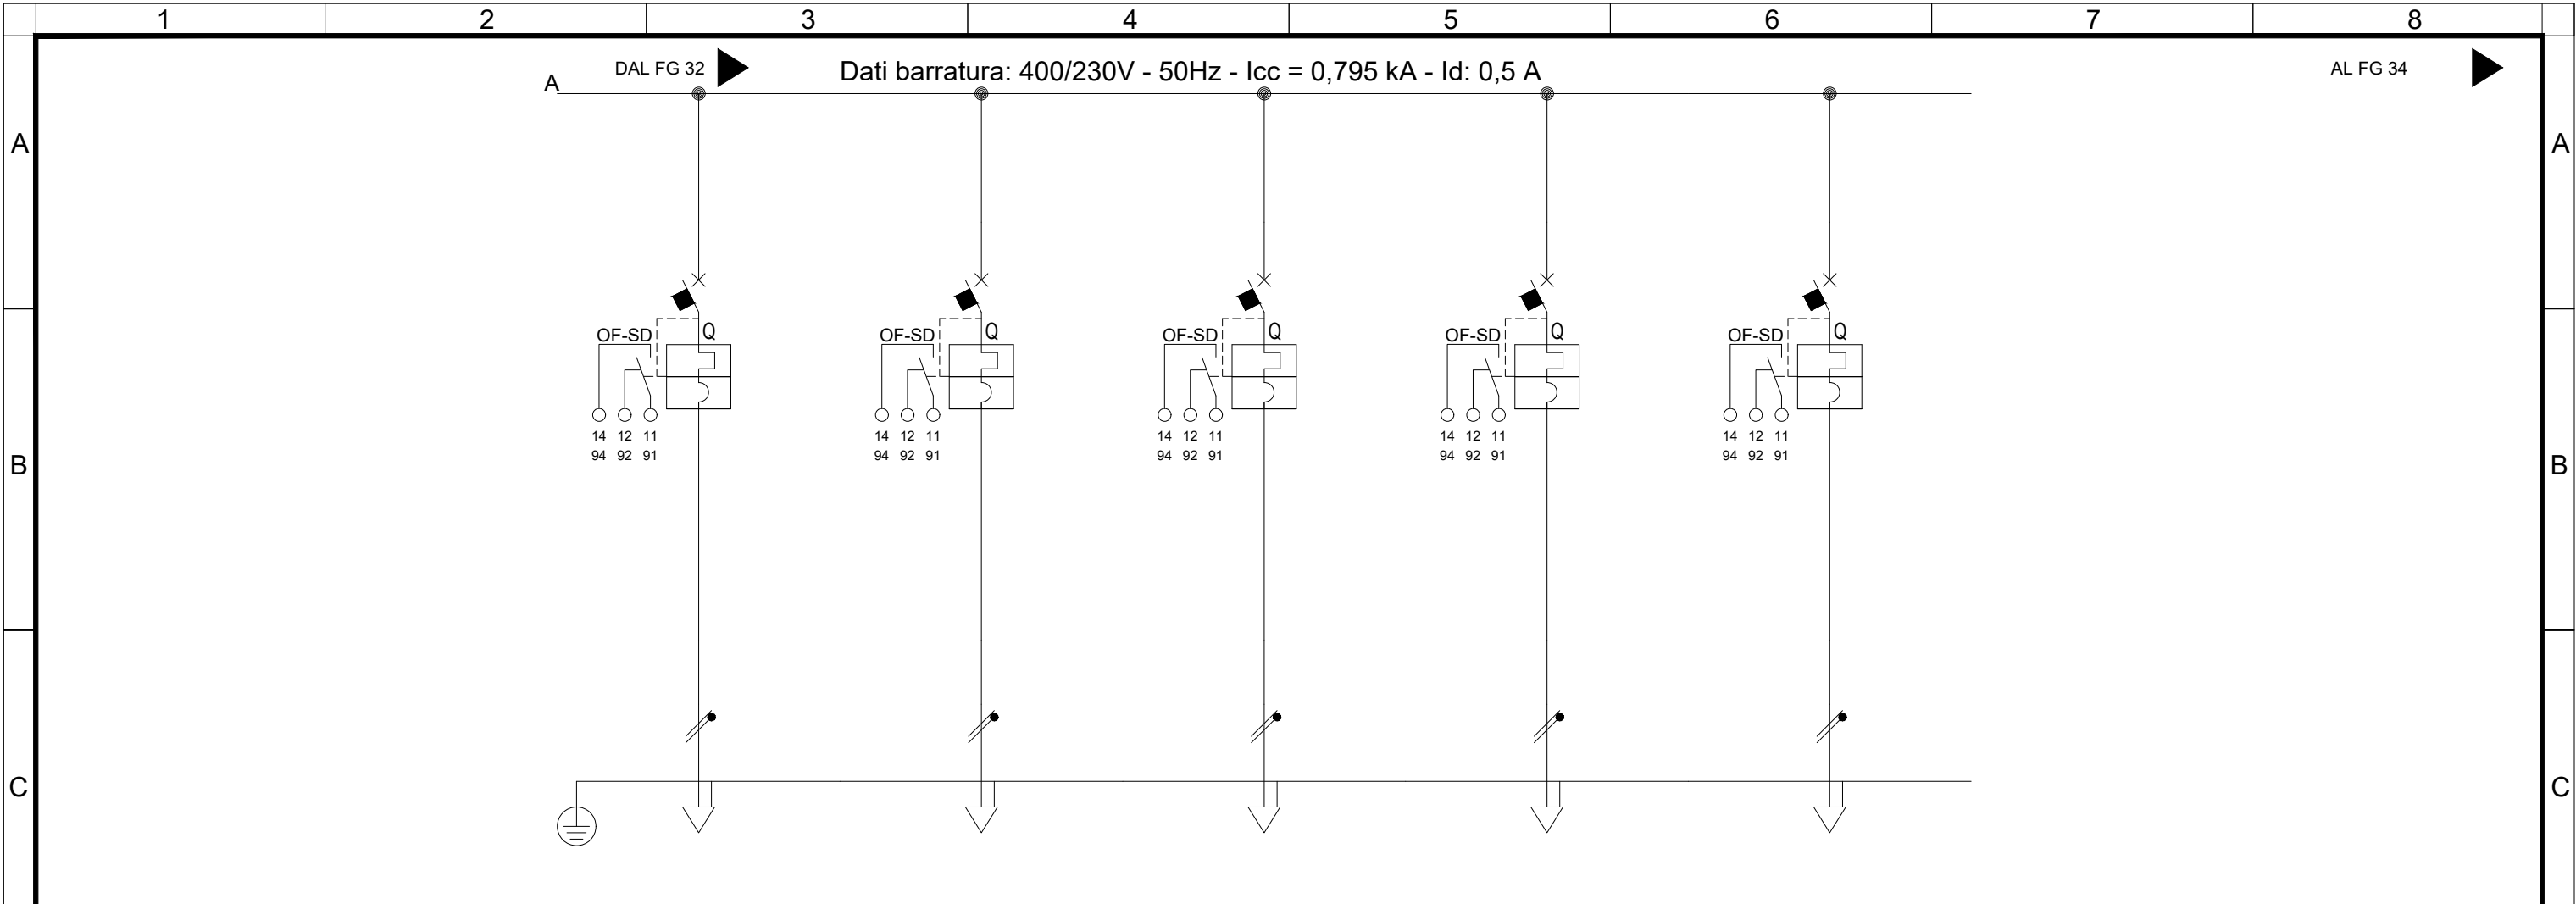 1 2 3 4 5 6 7 8
DAL FG 32 Dati barratura: 400/230V - 50Hz - Icc = 0,795 kA - Id: 0,5 A AL FG 34
A
A A
OF-SD Q OF-SD Q OF-SD Q OF-SD Q OF-SD Q
14 12 11 14 12 11 14 12 11 14 12 11 14 12 11
94 92 91 94 92 91 94 92 91 94 92 91 94 92 91
B B
C C